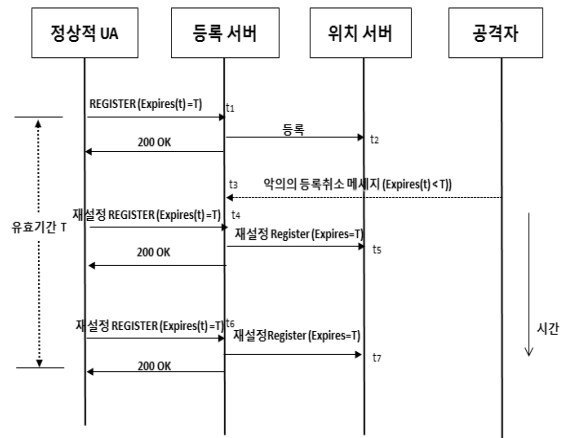 정상적 UA
등록 서버
위치 서버
공격자
REGISTER (Expires(t) =T)
t1
등록
t2
200 OK
t3
악의의 등록취소 메세지 (Expires(t) < T))
재설정 REGISTER (Expires(t)=T)
t4
유효기간 T
재설정 Register (Expires=T)
t5
200 OK
시간
재설정 REGISTER (Expires(t) =T)
t6
재설정Register (Expires=T)
t7
200 OK